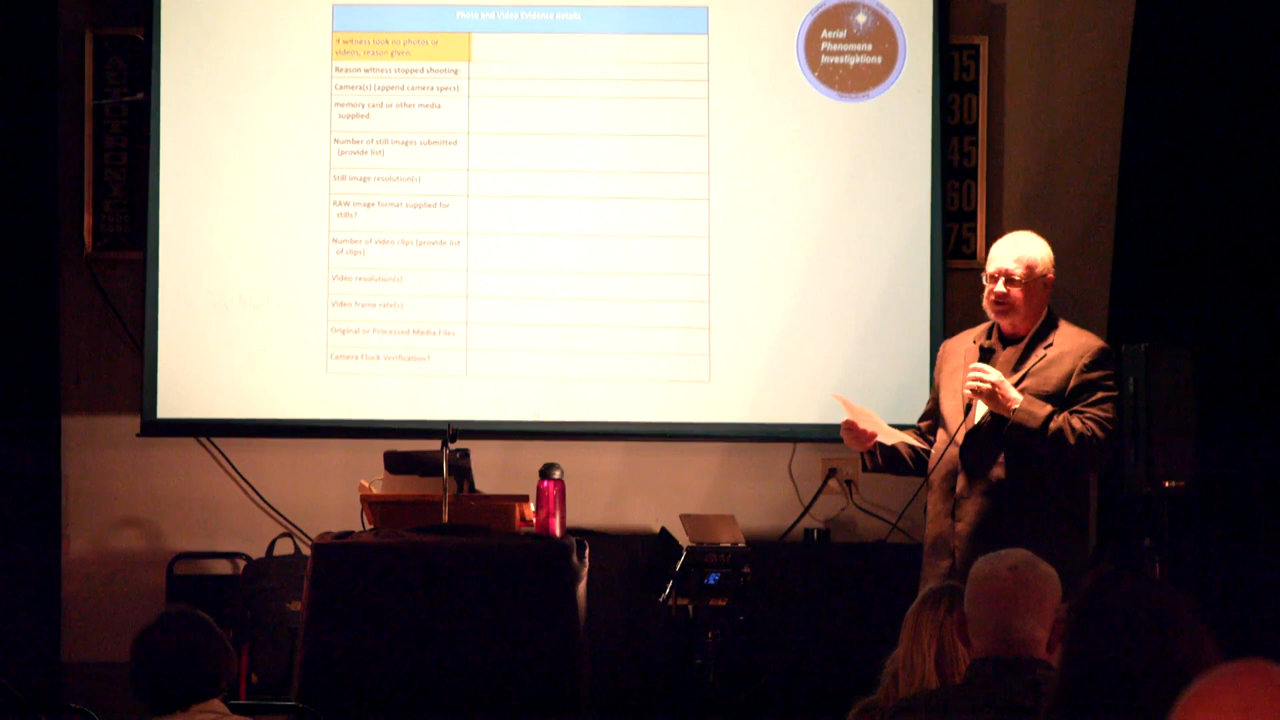 Photo and Video Evidence details
If witness took no photos or
videos, reason given:
Reason witness stopped shooting:
Camera(s) (append camera specs):
memory card or other media
supplied:
Number of still images submitted:
(provide list)
Still image resolution(s)
RAW image format supplied for
stills?
Number of video clips (provide list
of clips)
Video resolution(s)
Video frame rate(s)
Original or Processed Media Files
Camera Clock Verification?
Aerial
Phenomena
Investigations
15
30
45
60
75